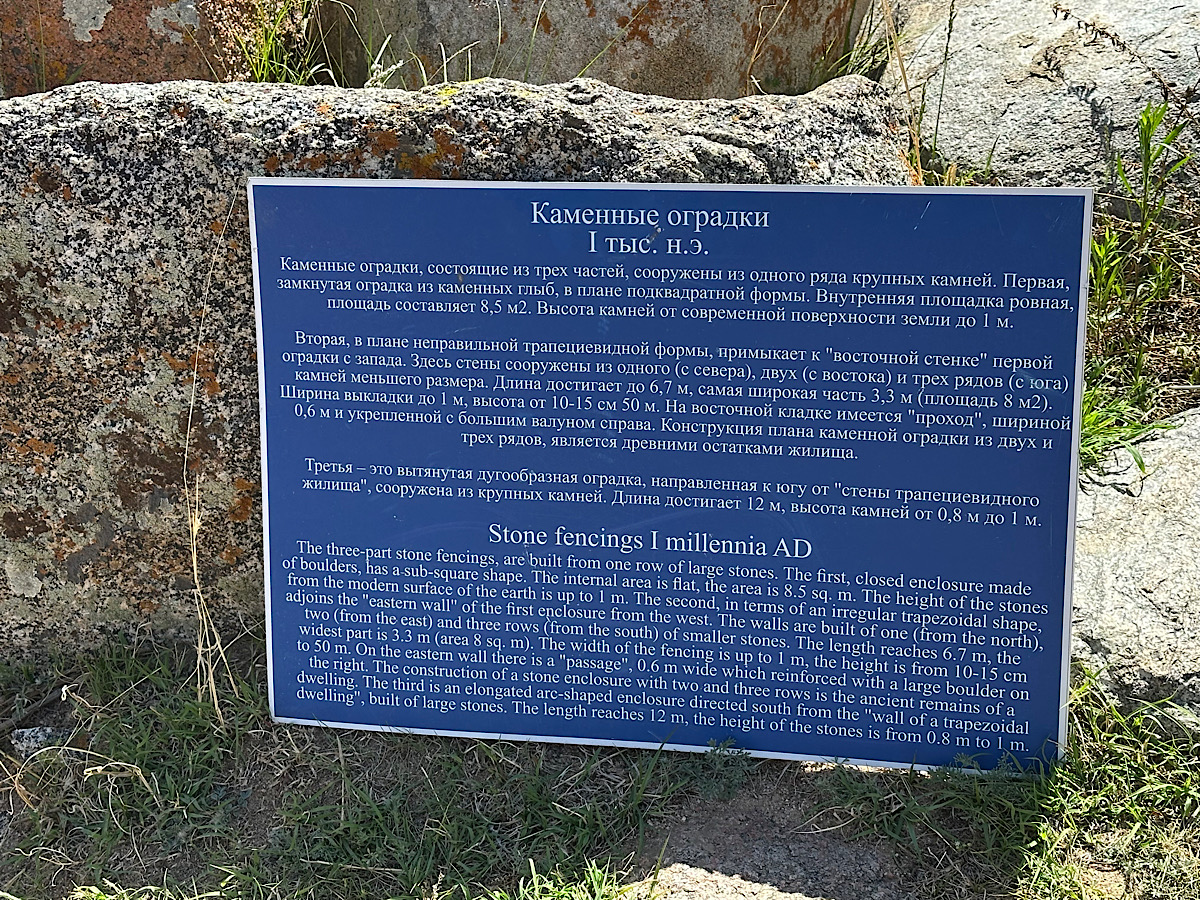 Каменные оградки
I тыс. н.э.
Каменные оградки, состоящие из трех частей, сооружены из одного ряда крупных камней. Первая,
замкнутая оградка из каменных глыб, в плане подквадратной формы. Внутренняя площадка ровная,
площадь составляет 8,5 м2. Высота камней от современной поверхности земли до 1 м.
Вторая, в плане неправильной трапециевидной формы, примыкает к "восточной стенке" первой
оградки с запада. Здесь стены сооружены из одного (с севера), двух (с востока) и трех рядов (с юга)
камней меньшего размера. Длина достигает до 6,7 м, самая широкая часть 3,3 м (площадь 8 м2).
Ширина выкладки до 1 м, высота от 10-15 см 50 м. На восточной кладке имеется "проход", шириной
0,6 м и укрепленной с большим валуном справа. Конструкция плана каменной оградки из двух и
трех рядов, является древними остатками жилища.
Третья – это вытянутая дугообразная оградка, направленная к югу от "стены трапециевидного
жилища", сооружена из крупных камней. Длина достигает 12 м, высота камней от 0,8 м до 1 м.
Stone fencings I millennia AD
The three-part stone fencings, are built from one row of large stones. The first, closed enclosure made
of boulders, has a sub-square shape. The internal area is flat, the area is 8.5 sq. m. The height of the stones
from the modern surface of the earth is up to 1 m. The second, in terms of an irregular trapezoidal shape,
adjoins the "eastern wall" of the first enclosure from the west. The walls are built of one (from the north),
two (from the east) and three rows (from the south) of smaller stones. The length reaches 6.7 m, the
widest part is 3.3 m (area 8 sq. m). The width of the fencing is up to 1 m, the height is from 10-15 cm
to 50 m. On the eastern wall there is a "passage", 0.6 m wide which reinforced with a large boulder on
the right. The construction of a stone enclosure with two and three rows is the ancient remains of a
dwelling. The third is an elongated arc-shaped enclosure directed south from the "wall of a trapezoidal
dwelling", built of large stones. The length reaches 12 m, the height of the stones is from 0.8 m to 1 m.